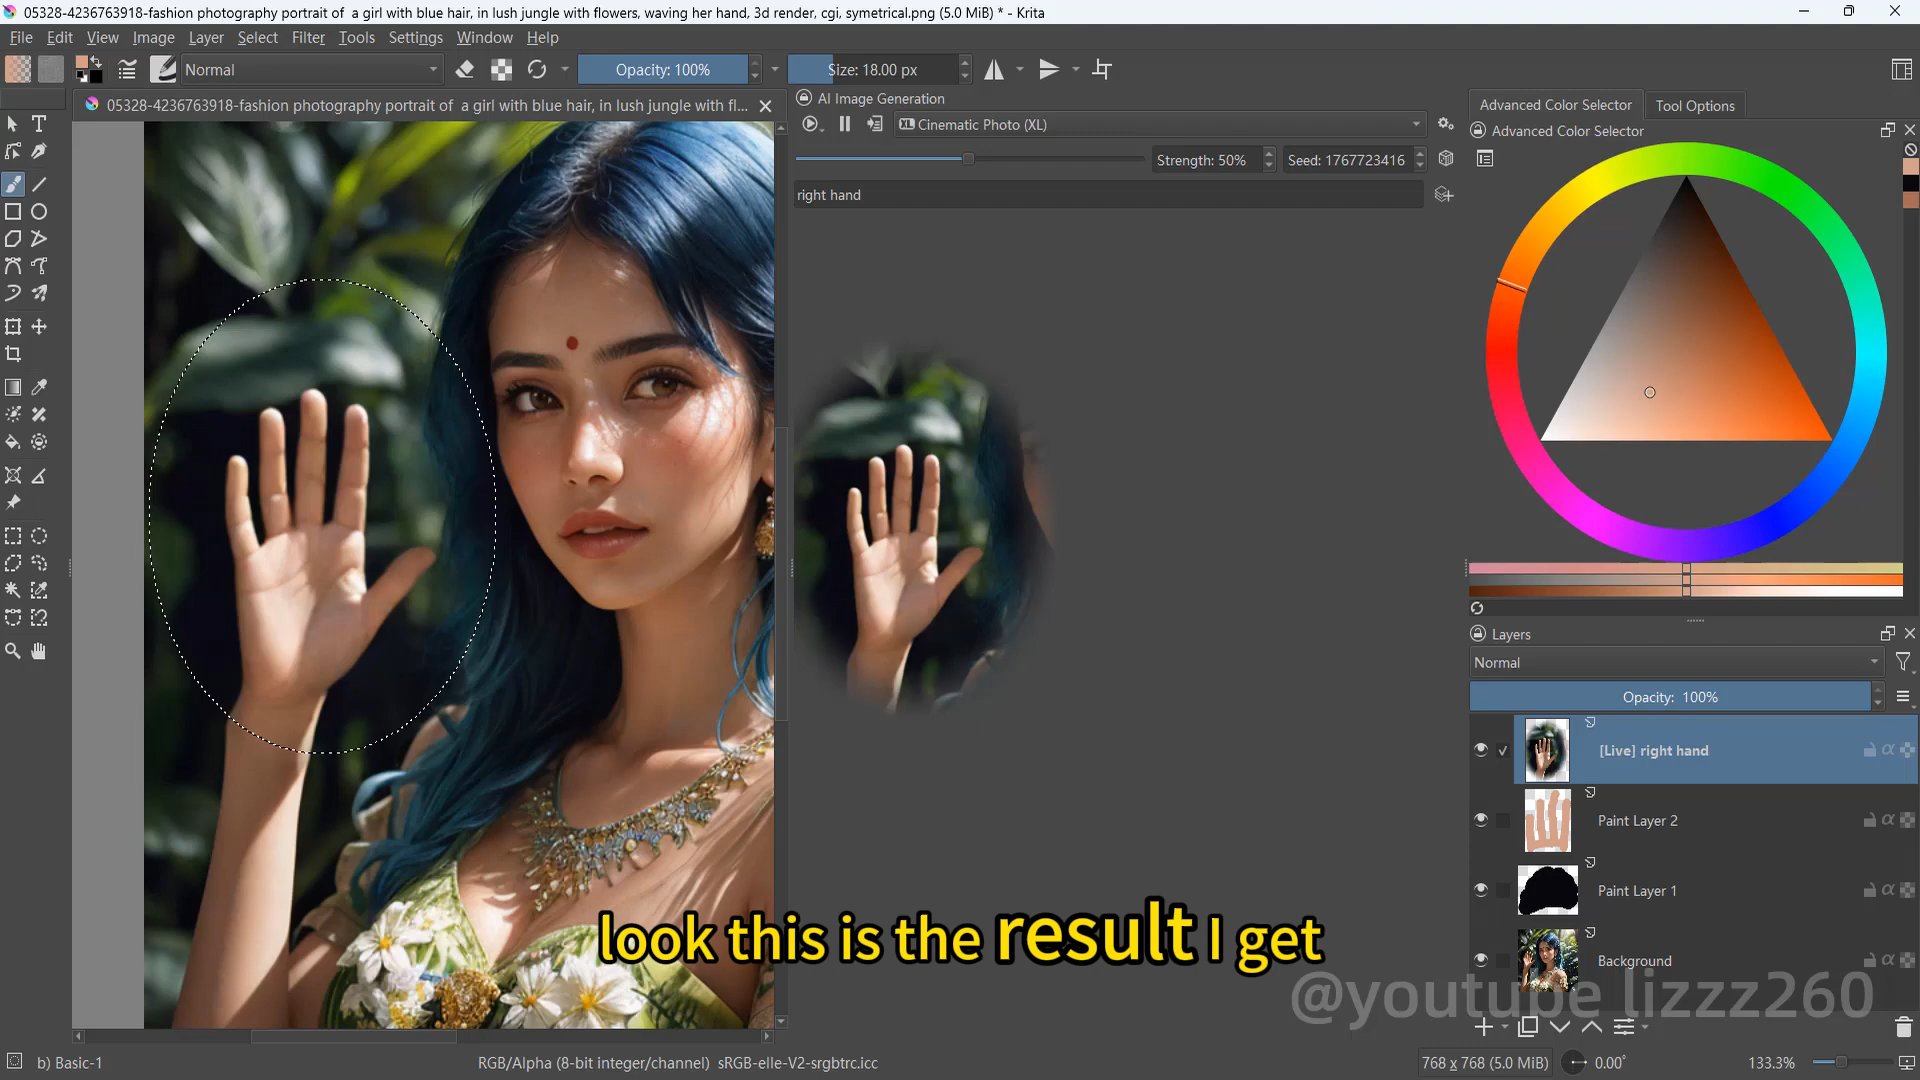 05328-4236763918-fashion photography portrait of  a girl with blue hair, in lush jungle with flowers, waving her hand, 3d render, cgi, symetrical.png (5.0 MiB) * - Krita
File Edit View Image Layer Select Filter Tools Settings Window Help
Normal
Opacity: 100%
Size: 18.00 px
05328-4236763918-fashion photography portrait of  a girl with blue hair, in lush jungle with fl...
AI Image Generation
Cinematic Photo (XL)
Strength: 50%
Seed: 1767723416
right hand
Advanced Color Selector
Tool Options
Advanced Color Selector
Layers
Normal
Opacity: 100%
[Live] right hand
Paint Layer 2
Paint Layer 1
Background
look this is the result I get
@youtube lizzz260
b) Basic-1
RGB/Alpha (8-bit integer/channel)  sRGB-elle-V2-srgbtrc.icc
768 x 768 (5.0 MiB)
0.00°
133.3%